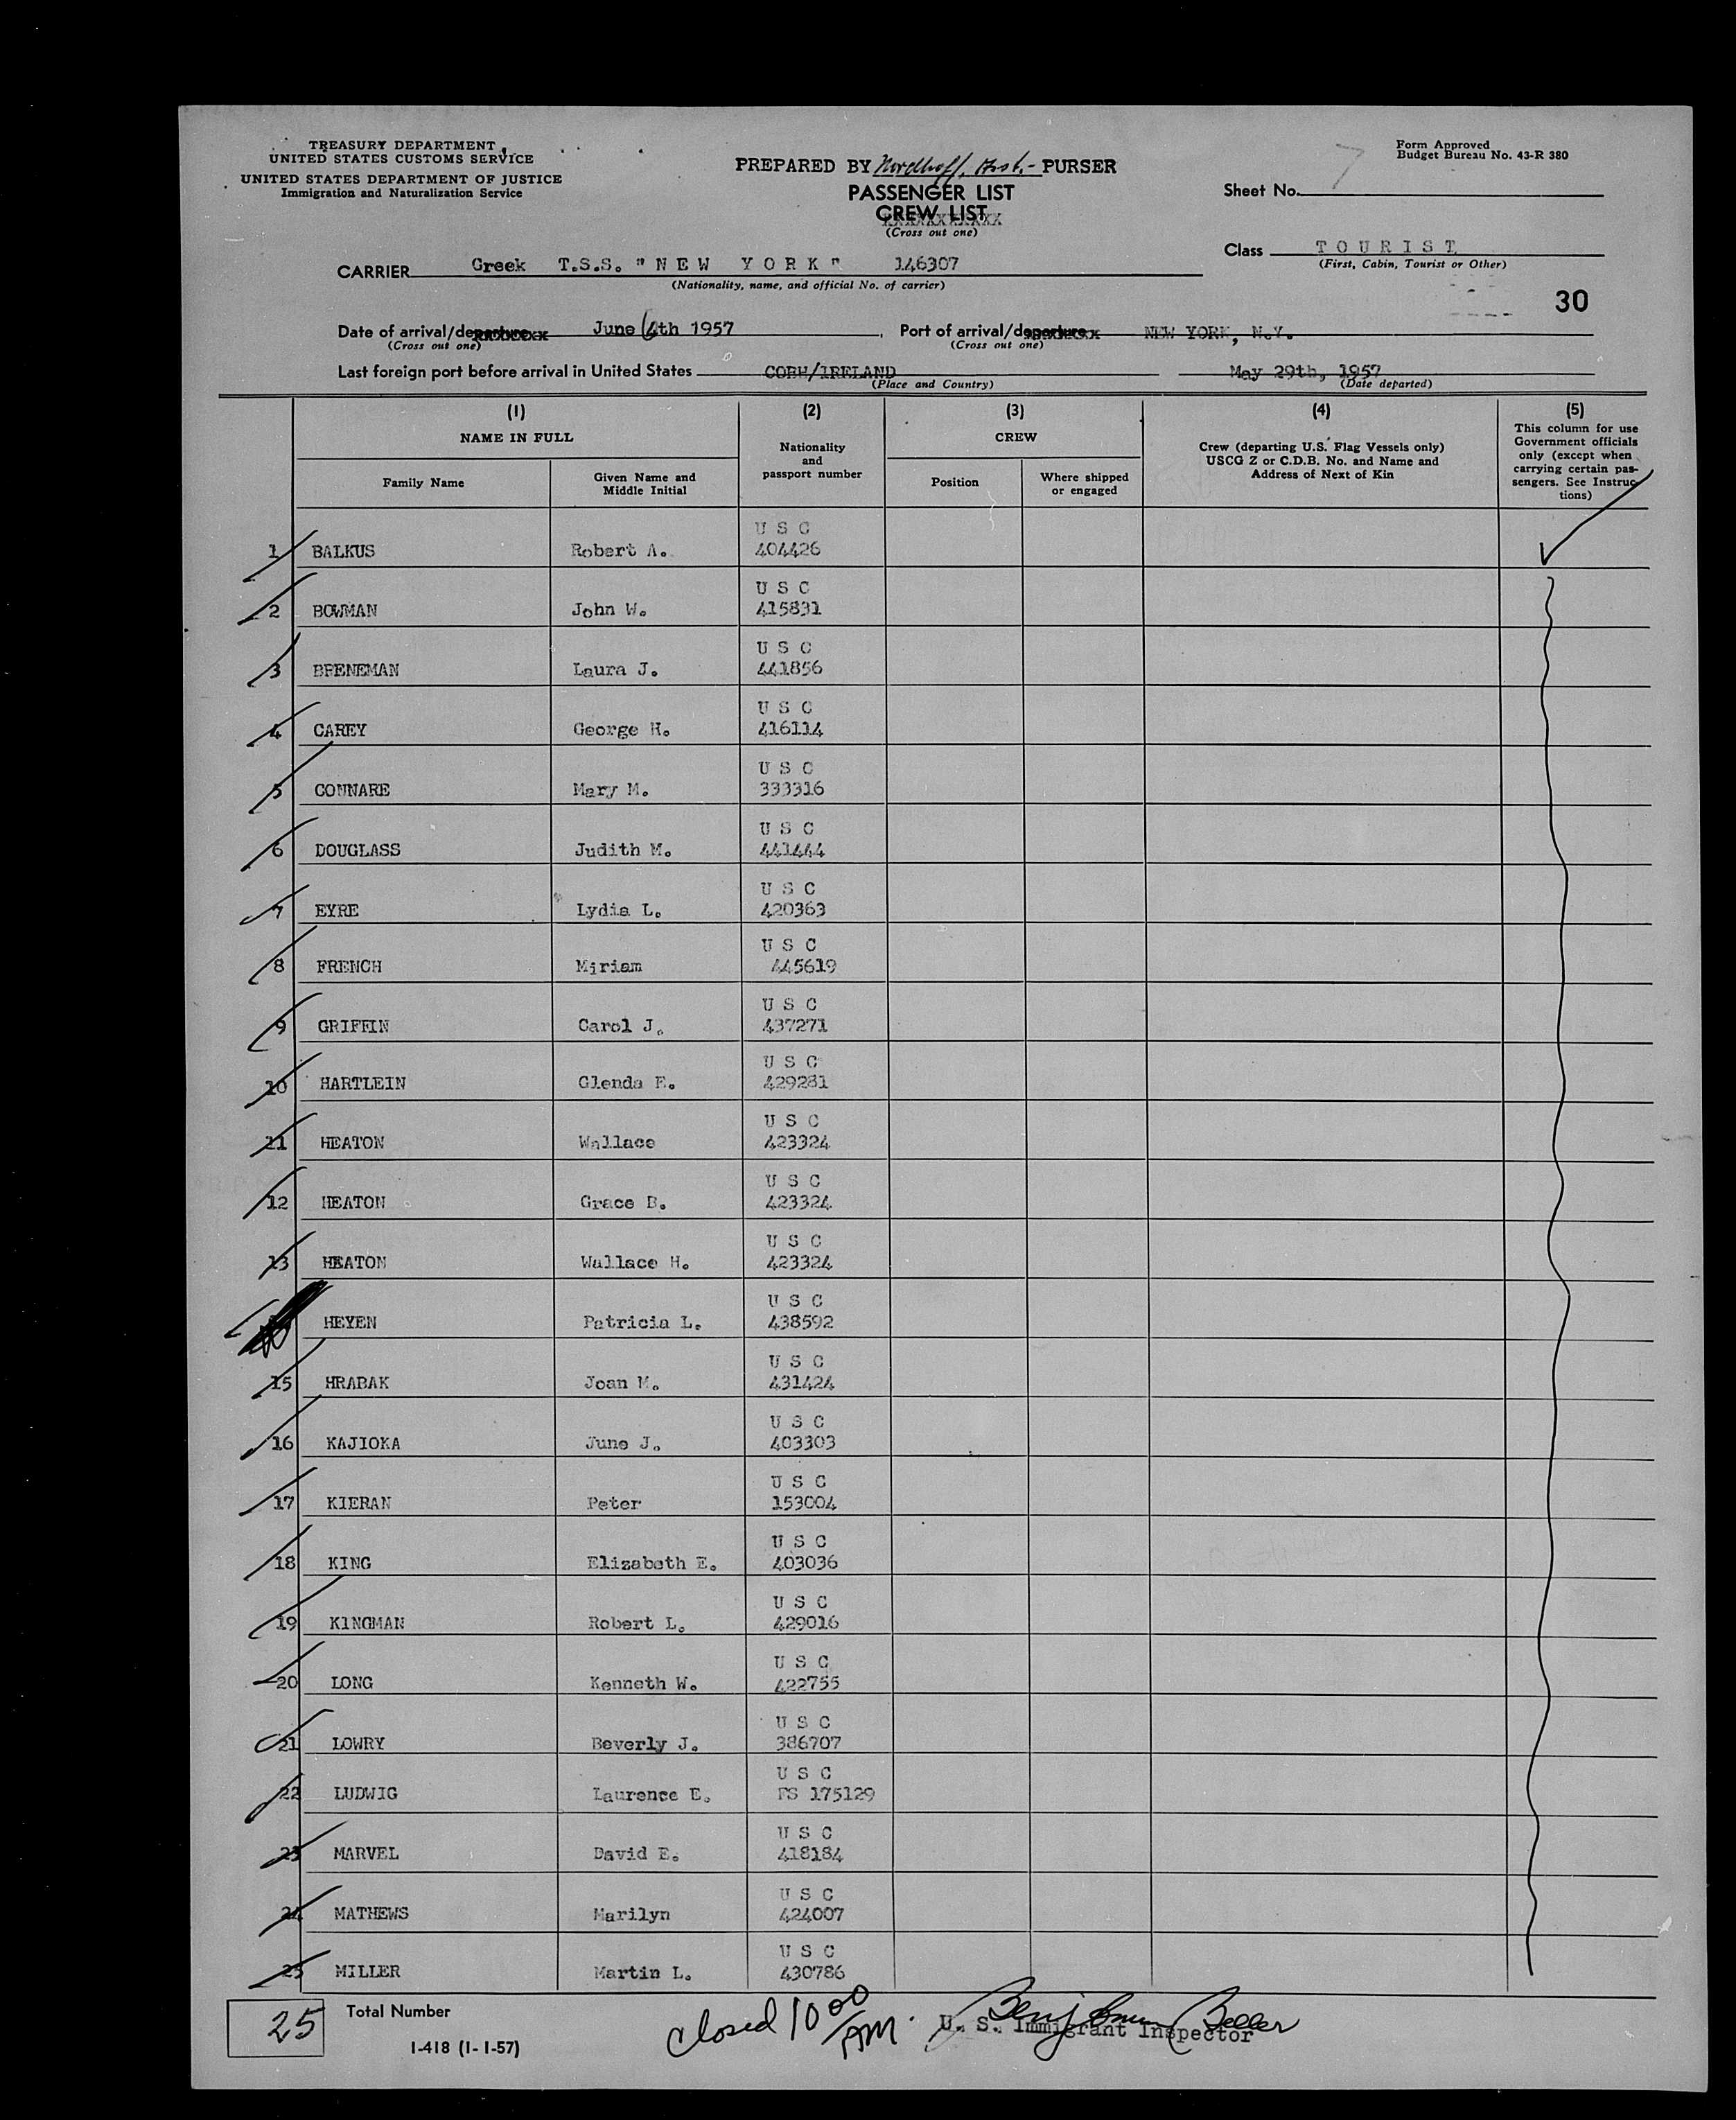 TREASURY DEPARTMENT
UNITED STATES CUSTOMS SERVICE
UNITED STATES DEPARTMENT OF JUSTICE
Immigration and Naturalization Service
PREPARED BY Nordhoff, Asst. PURSER
PASSENGER LIST
CREW LIST
(Cross out one)
Form Approved
Budget Bureau No. 43-R 380
Sheet No. 7
Class TOURIST
(First, Cabin, Tourist or Other)
CARRIER Greek T.S.S. "NEW YORK" 146307
(Nationality, name, and official No. of carrier)
30
Date of arrival/departure June 6th 1957, Port of arrival/departure NEW YORK, N.Y.
(Cross out one) (Cross out one)
Last foreign port before arrival in United States COBH/IRELAND May 29th, 1957
(Place and Country) (Date departed)
(1) (2) (3) (4) (5)
NAME IN FULL
Family Name
Given Name and Middle Initial
Nationality and passport number
CREW
Position
Where shipped or engaged
Crew (departing U.S. Flag Vessels only)
USCG Z or C.D.B. No. and Name and
Address of Next of Kin
This column for use
Government officials
only (except when
carrying certain pas-
sengers. See Instruc-
tions)
1 BALKUS Robert A. U S C 404426
2 BOWMAN John W. U S C 415831
3 BRENEMAN Laura J. U S C 441856
4 CAREY George H. U S C 416114
5 CONNARE Mary M. U S C 333316
6 DOUGLASS Judith M. U S C 441444
7 EYRE Lydia L. U S C 420363
8 FRENCH Miriam U S C 445619
9 GRIFFIN Carol J. U S C 437271
10 HARTLEIN Glenda F. U S C 429281
11 HEATON Wallace U S C 423324
12 HEATON Grace B. U S C 423324
13 HEATON Wallace H. U S C 423324
HEYEN Patricia L. U S C 438592
15 HRABAK Joan M. U S C 431424
16 KAJIOKA June J. U S C 403303
17 KIERAN Peter U S C 153004
18 KING Elizabeth E. U S C 403036
19 KINGMAN Robert L. U S C 429016
20 LONG Kenneth W. U S C 422755
21 LOWRY Beverly J. U S C 386707
22 LUDWIG Laurence E. U S C FS 175129
23 MARVEL David E. U S C 418184
24 MATHEWS Marilyn U S C 424007
25 MILLER Martin L. U S C 430786
25 Total Number
I-418 (1-1-57)
Closed 10 00 AM.
Benjamin Beller
U. S. Immigrant Inspector